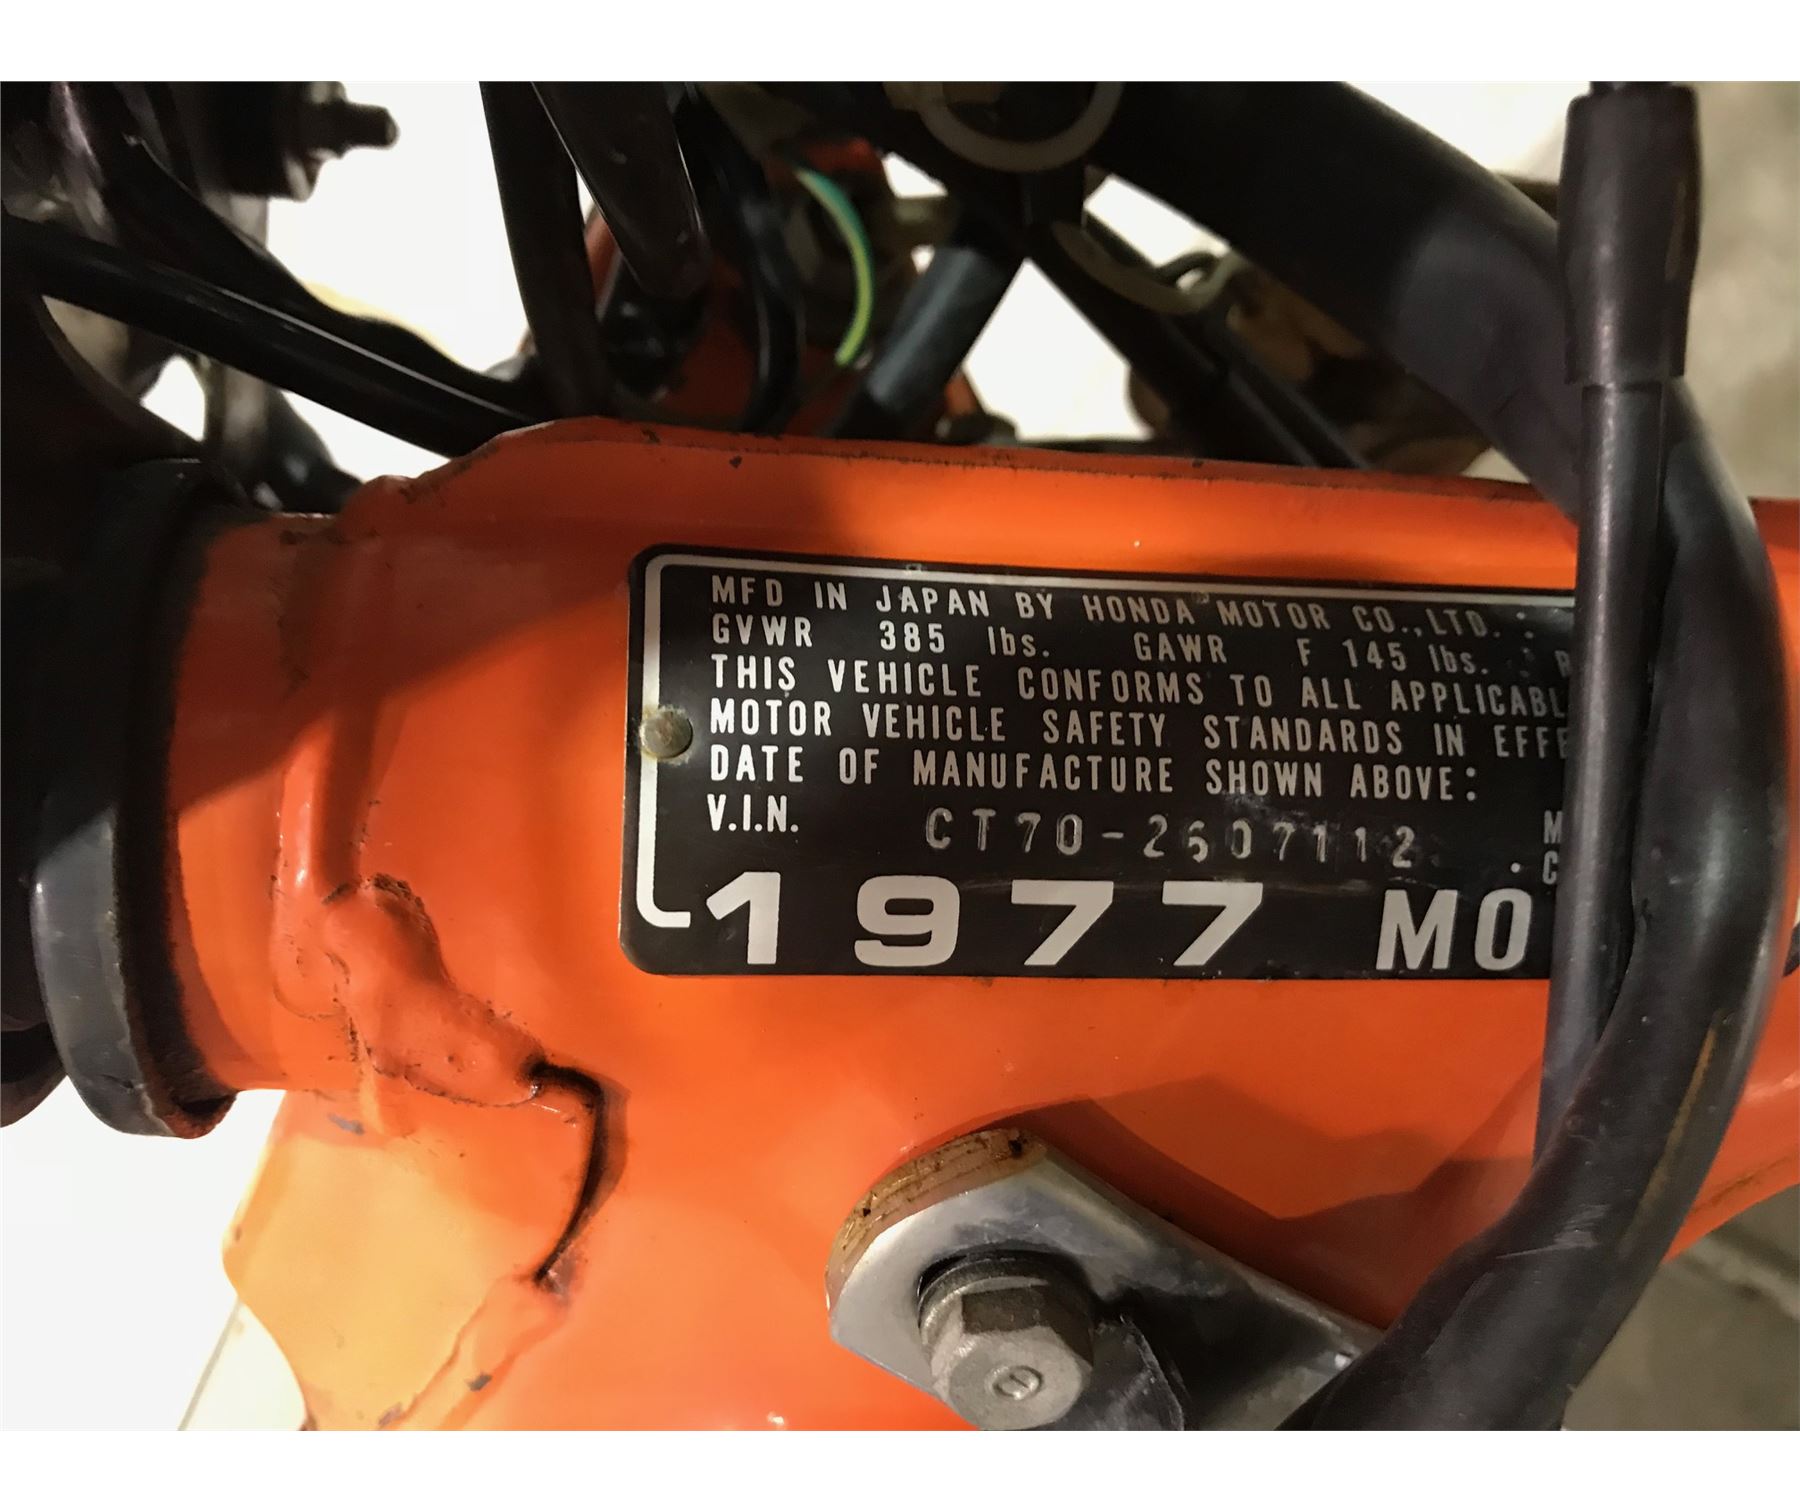 MFD IN JAPAN BY HONDA MOTOR CO., LTD. :
GVWR 385 lbs. GAWR F 145 lbs. :
THIS VEHICLE CONFORMS TO ALL APPLICABL
MOTOR VEHICLE SAFETY STANDARDS IN EFFE
DATE OF MANUFACTURE SHOWN ABOVE:
V.I.N. CT70-2607112
1977 MO